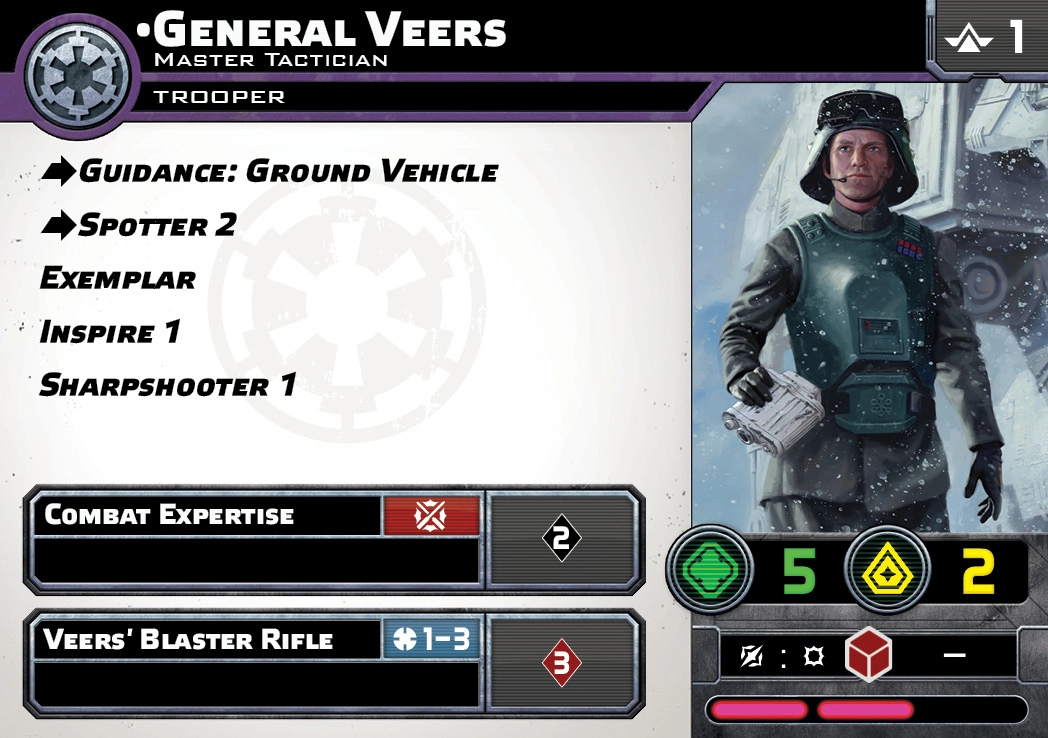 •General Veers
Master Tactician
1
Trooper
Guidance: Ground Vehicle
Spotter 2
Exemplar
Inspire 1
Sharpshooter 1
Combat Expertise
2
Veers' Blaster Rifle 1–3
3
5 2
: –